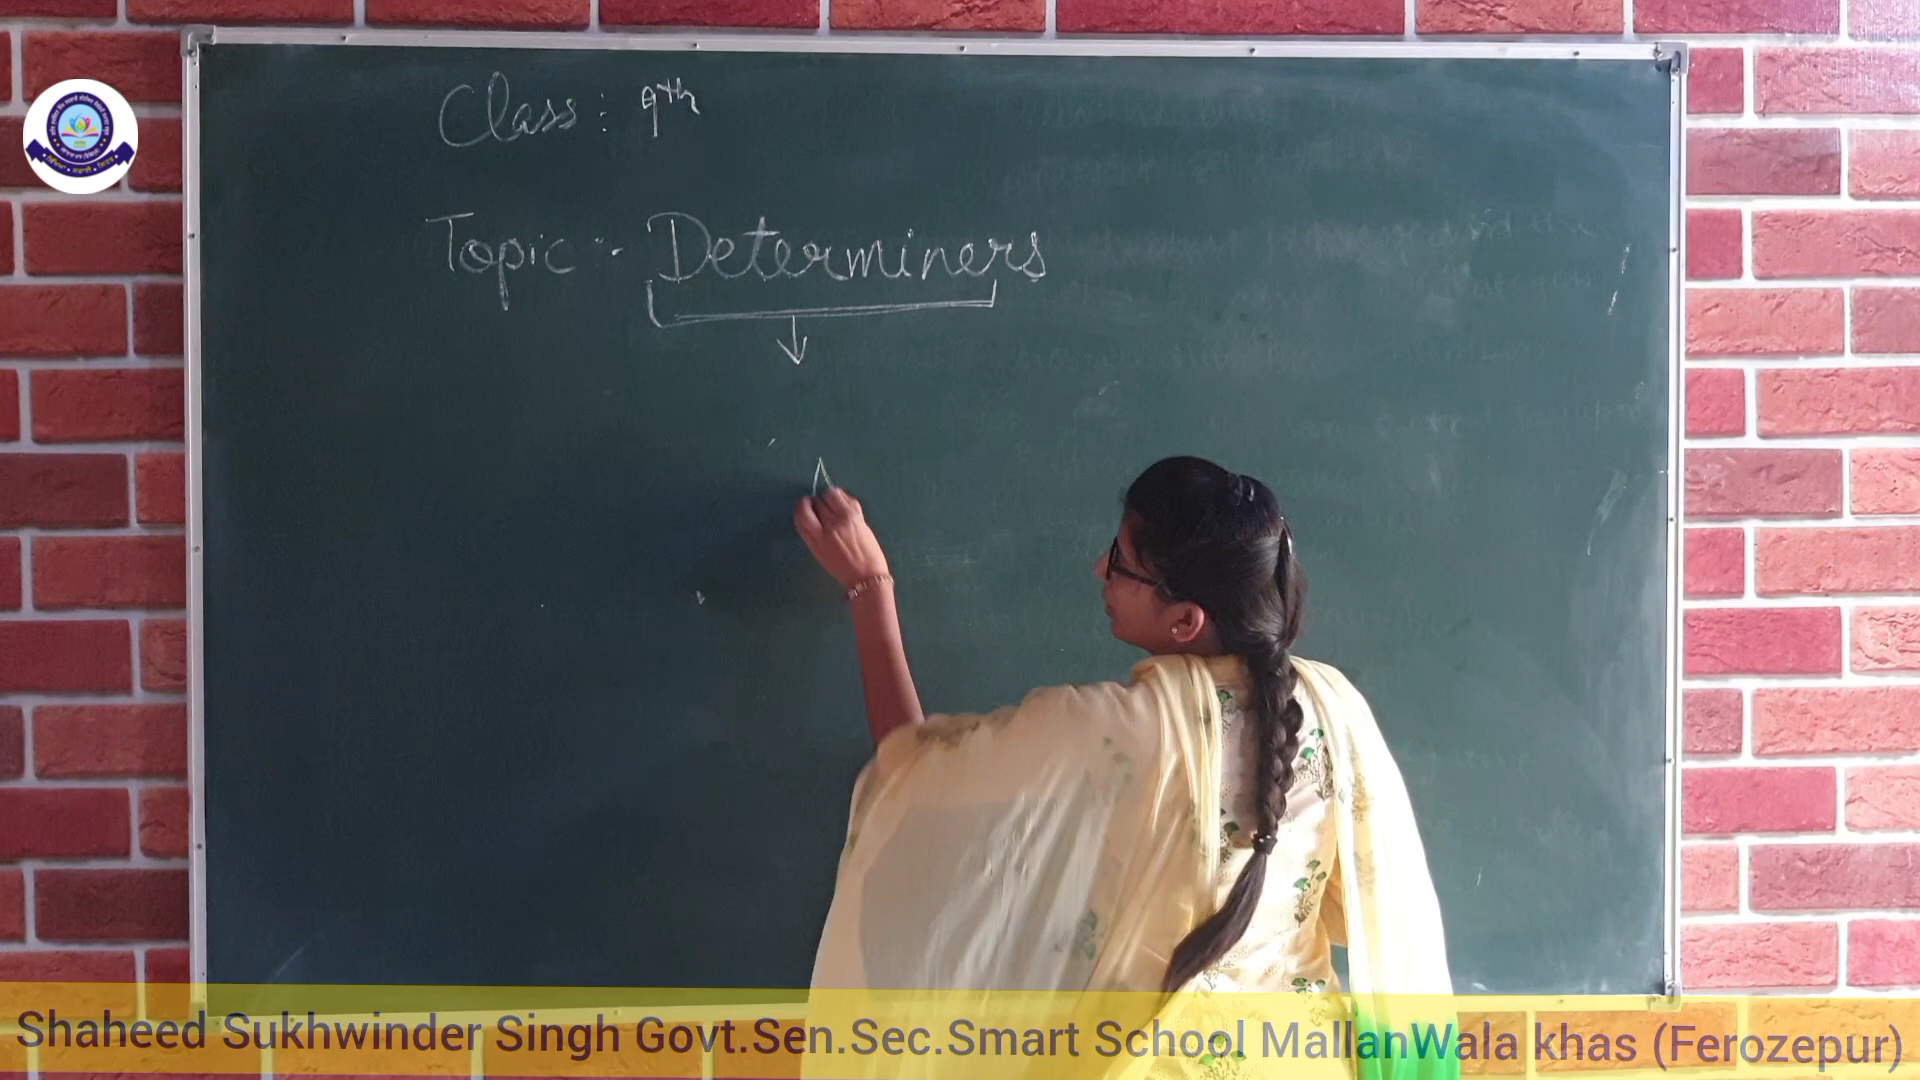 Class : 9th
Topic :- Determiners
Shaheed Sukhwinder Singh Govt.Sen.Sec.Smart School MallanWala khas (Ferozepur)